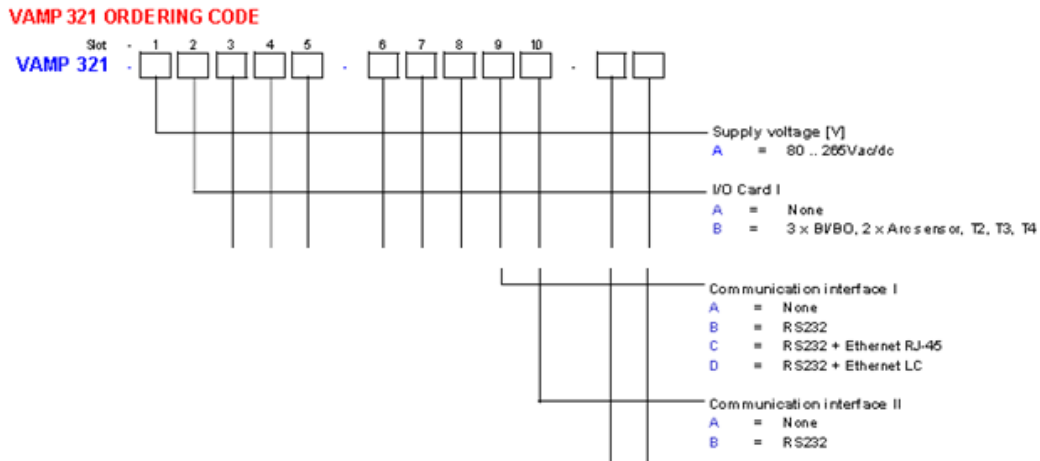 VAMP 321 ORDERING CODE
Slot - 1 2 3 4 5 6 7 8 9 10
VAMP 321 - - -
Supply voltage [V]
A = 80 .. 265Vac/dc
I/O Card I
A = None
B = 3 x BI/BO, 2 x Arc sensor, T2, T3, T4
Communication interface I
A = None
B = RS232
C = RS232 + Ethernet RJ-45
D = RS232 + Ethernet LC
Communication interface II
A = None
B = RS232